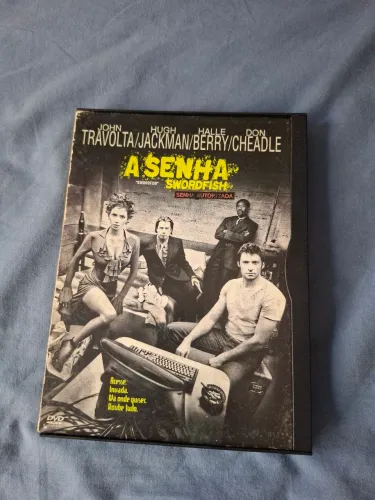 JOHN HUGH HALLE DON
TRAVOLTA/JACKMAN/BERRY/CHEADLE
A SENHA
"SWORDFISH" SWORDFISH
SENHA AUTORIZADA
Acesse.
Invada.
Vá onde quiser.
Roube tudo.
DVD